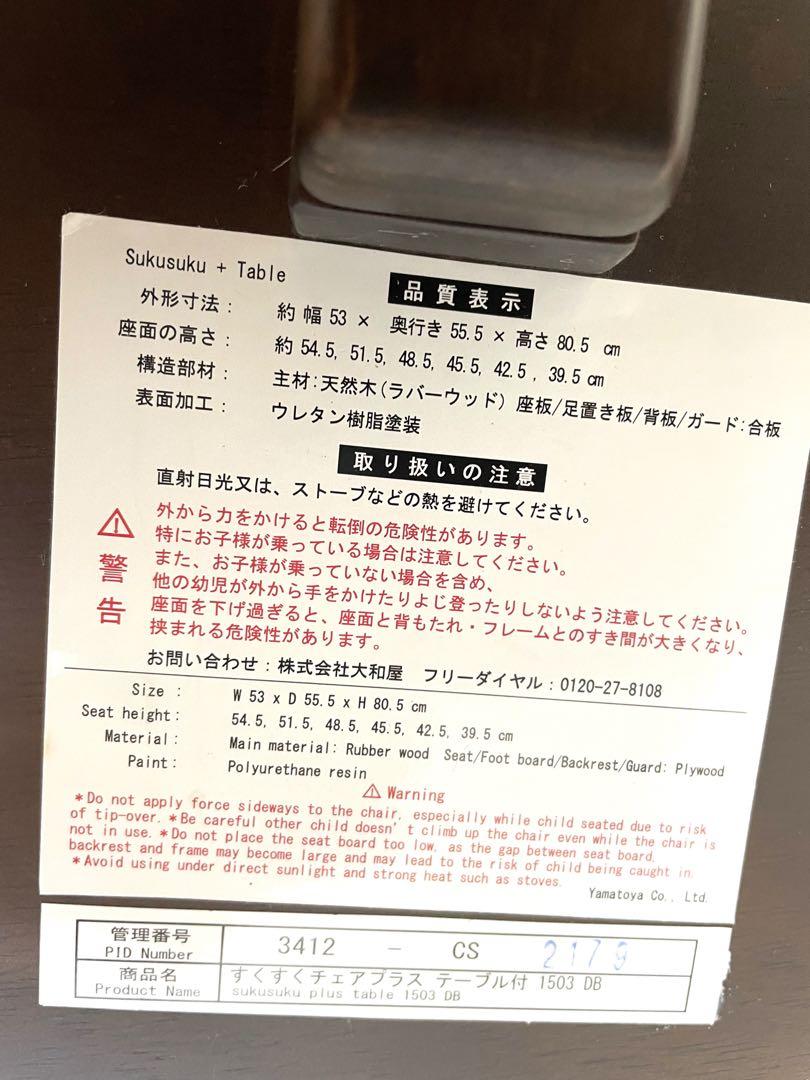 Sukusuku + Table
品質表示
外形寸法： 約 幅 53 × 奥行き 55.5 × 高さ 80.5 cm
座面の高さ： 約 54.5, 51.5, 48.5, 45.5, 42.5 , 39.5 cm
構造部材： 主材：天然木(ラバーウッド) 座板/足置き板/背板/ガード：合板
表面加工： ウレタン樹脂塗装
取り扱いの注意
直射日光又は、ストーブなどの熱を避けてください。
⚠警告
外から力をかけると転倒の危険性があります。
特にお子様が乗っている場合は注意してください。
また、お子様が乗っていない場合を含め、
他の幼児が外から手をかけたりよじ登ったりしないよう注意してください。
座面を下げ過ぎると、座面と背もたれ・フレームとのすき間が大きくなり、
挟まれる危険性があります。
お問い合わせ：株式会社大和屋 フリーダイヤル：0120-27-8108
Size : W 53 x D 55.5 x H 80.5 cm
Seat height: 54.5, 51.5, 48.5, 45.5, 42.5, 39.5 cm
Material: Main material: Rubber wood Seat/Foot board/Backrest/Guard: Plywood
Paint: Polyurethane resin
⚠ Warning
*Do not apply force sideways to the chair, especially while child seated due to risk
of tip-over. *Be careful other child doesn't climb up the chair even while the chair is
not in use. *Do not place the seat board too low, as the gap between seat board,
backrest and frame may become large and may lead to the risk of child being caught in.
*Avoid using under direct sunlight and strong heat such as stoves.
Yamatoya Co., Ltd.
管理番号
PID Number
3412 - CS 2179
商品名
Product Name
すくすくチェアプラス テーブル付 1503 DB
sukusuku plus table 1503 DB